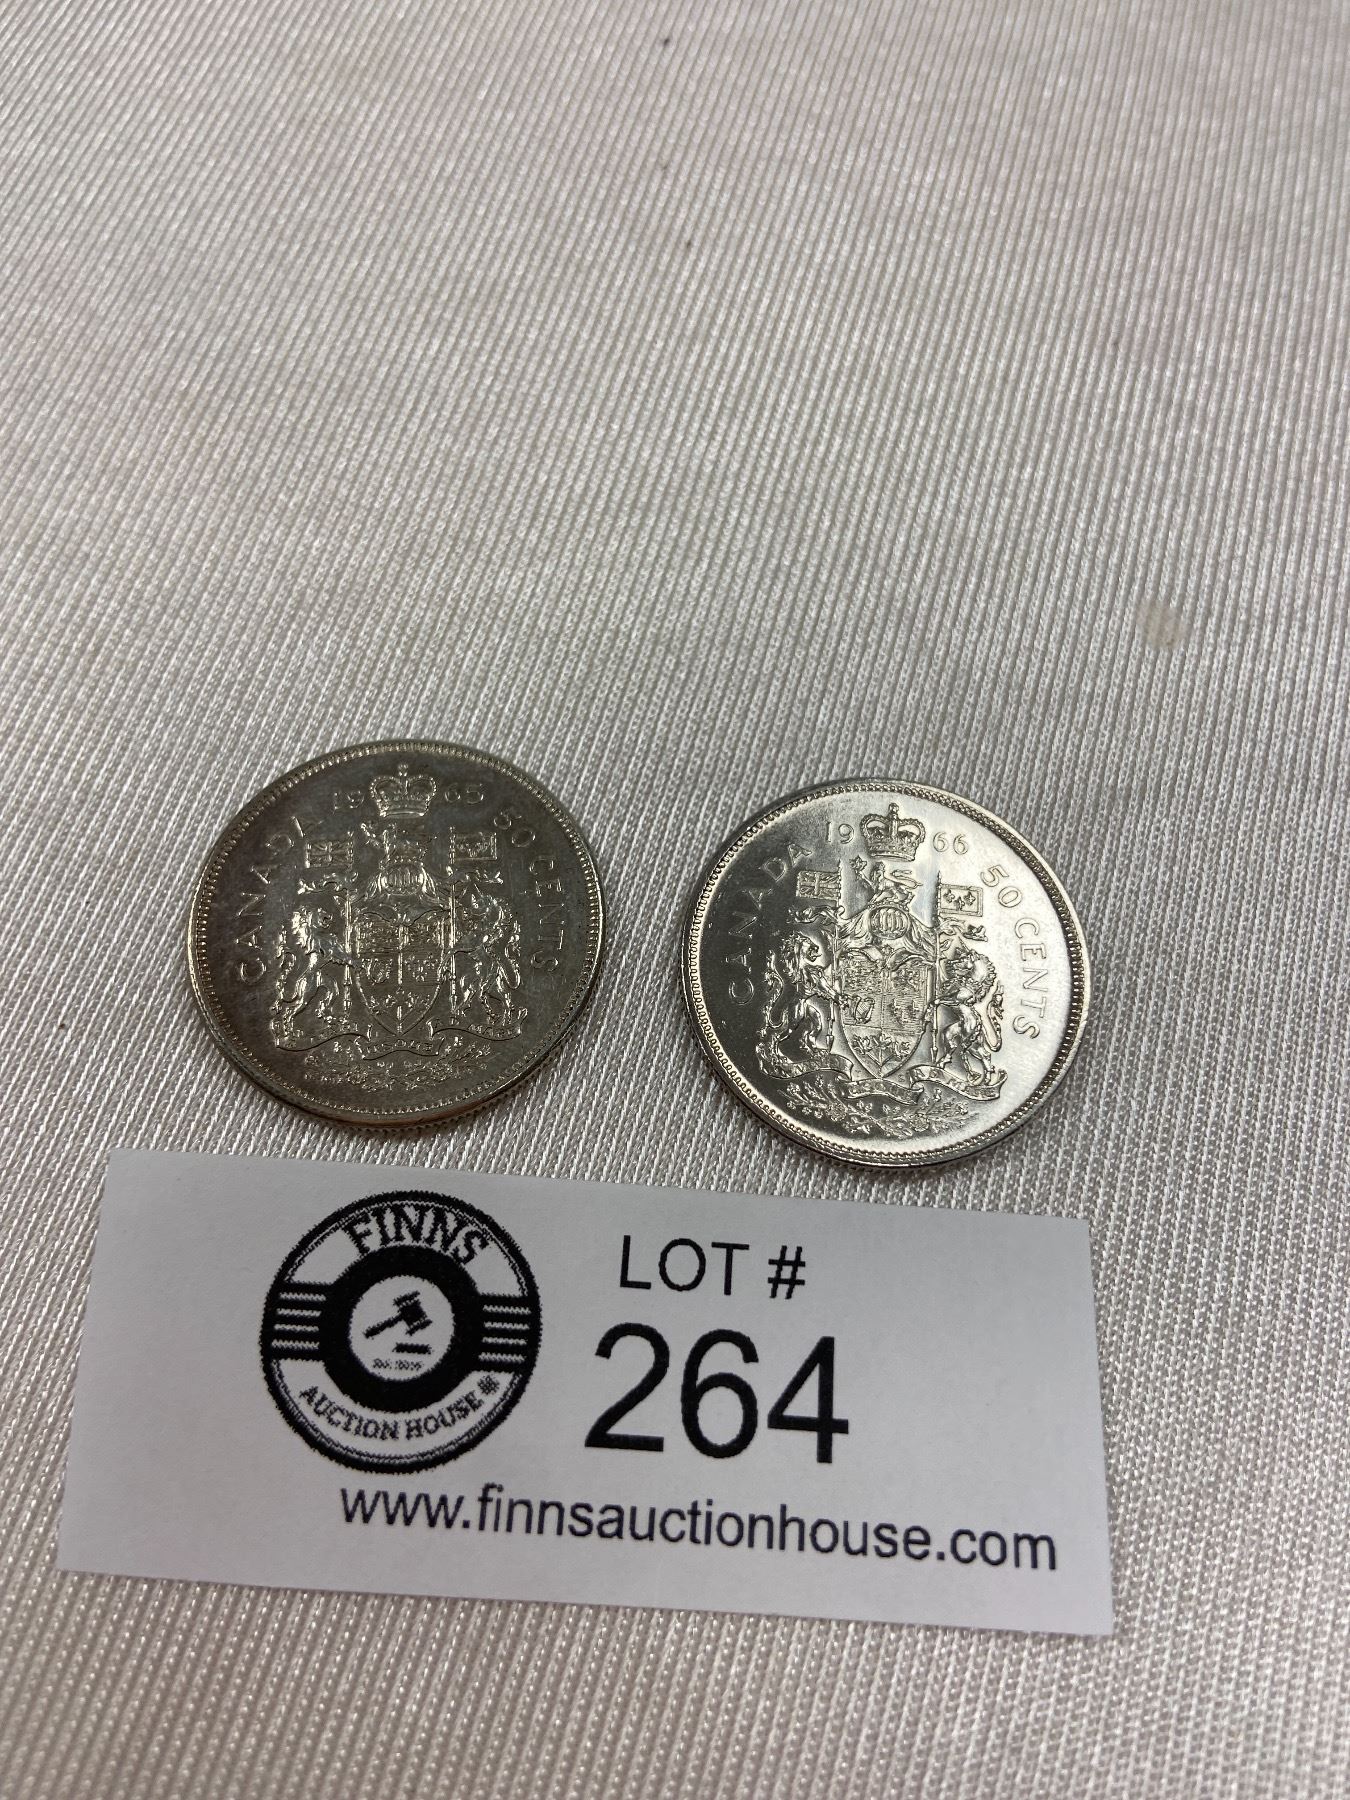 CANADA 1965 50 CENTS
CANADA 1966 50 CENTS
FINNS
AUCTION HOUSE
LOT #
264
www.finnsauctionhouse.com